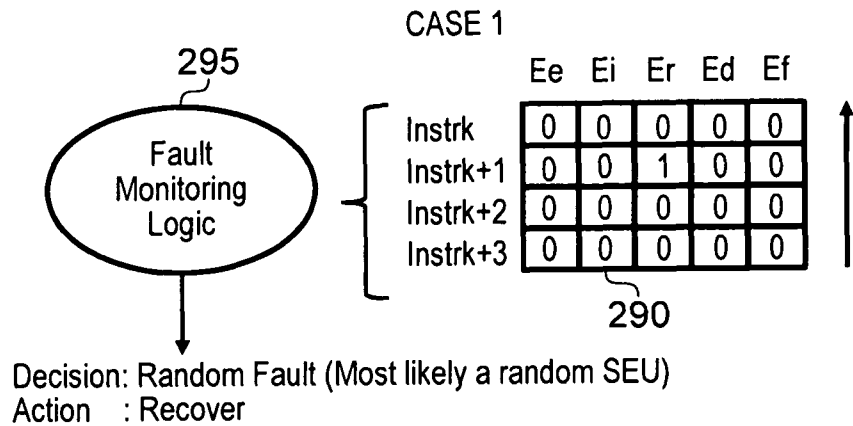 CASE 1
295
Fault
Monitoring
Logic
Ee Ei Er Ed Ef
Instrk 0 0 0 0 0
Instrk+1 0 0 1 0 0
Instrk+2 0 0 0 0 0
Instrk+3 0 0 0 0 0
290
Decision: Random Fault (Most likely a random SEU)
Action : Recover